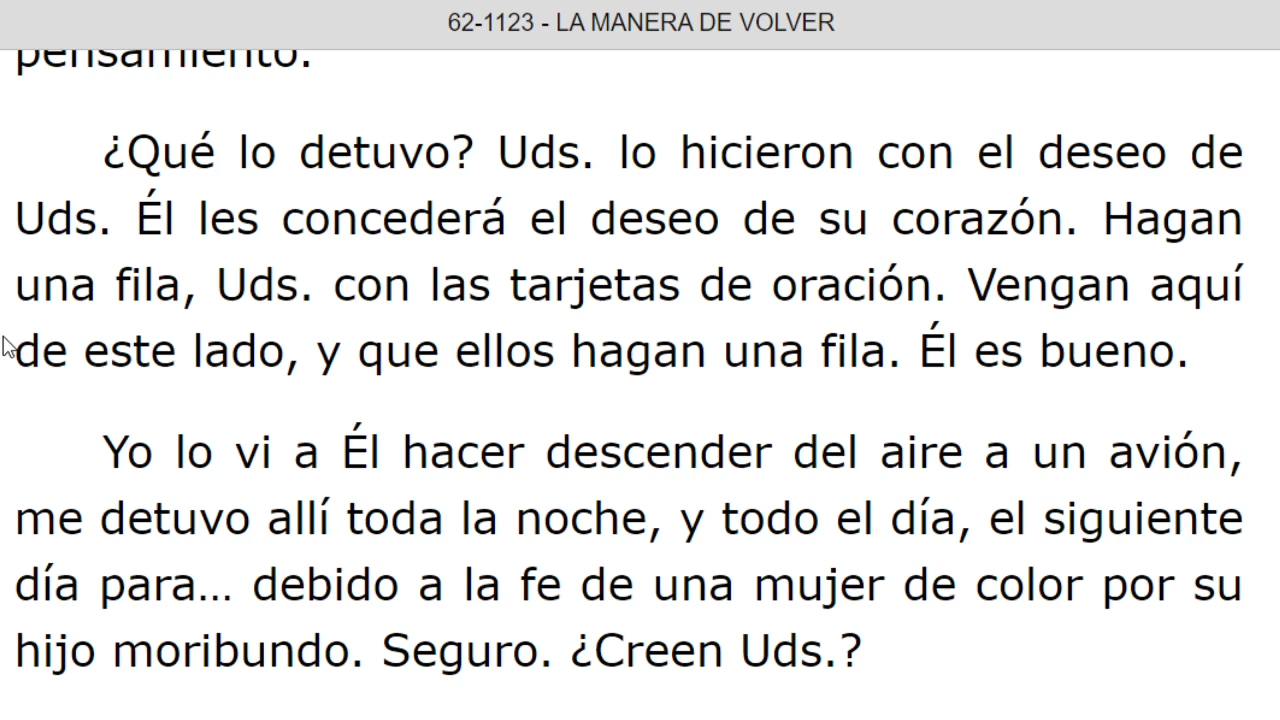 62-1123 - LA MANERA DE VOLVER
pensamiento.
¿Qué lo detuvo? Uds. lo hicieron con el deseo de
Uds. Él les concederá el deseo de su corazón. Hagan
una fila, Uds. con las tarjetas de oración. Vengan aquí
de este lado, y que ellos hagan una fila. Él es bueno.
Yo lo vi a Él hacer descender del aire a un avión,
me detuvo allí toda la noche, y todo el día, el siguiente
día para... debido a la fe de una mujer de color por su
hijo moribundo. Seguro. ¿Creen Uds.?